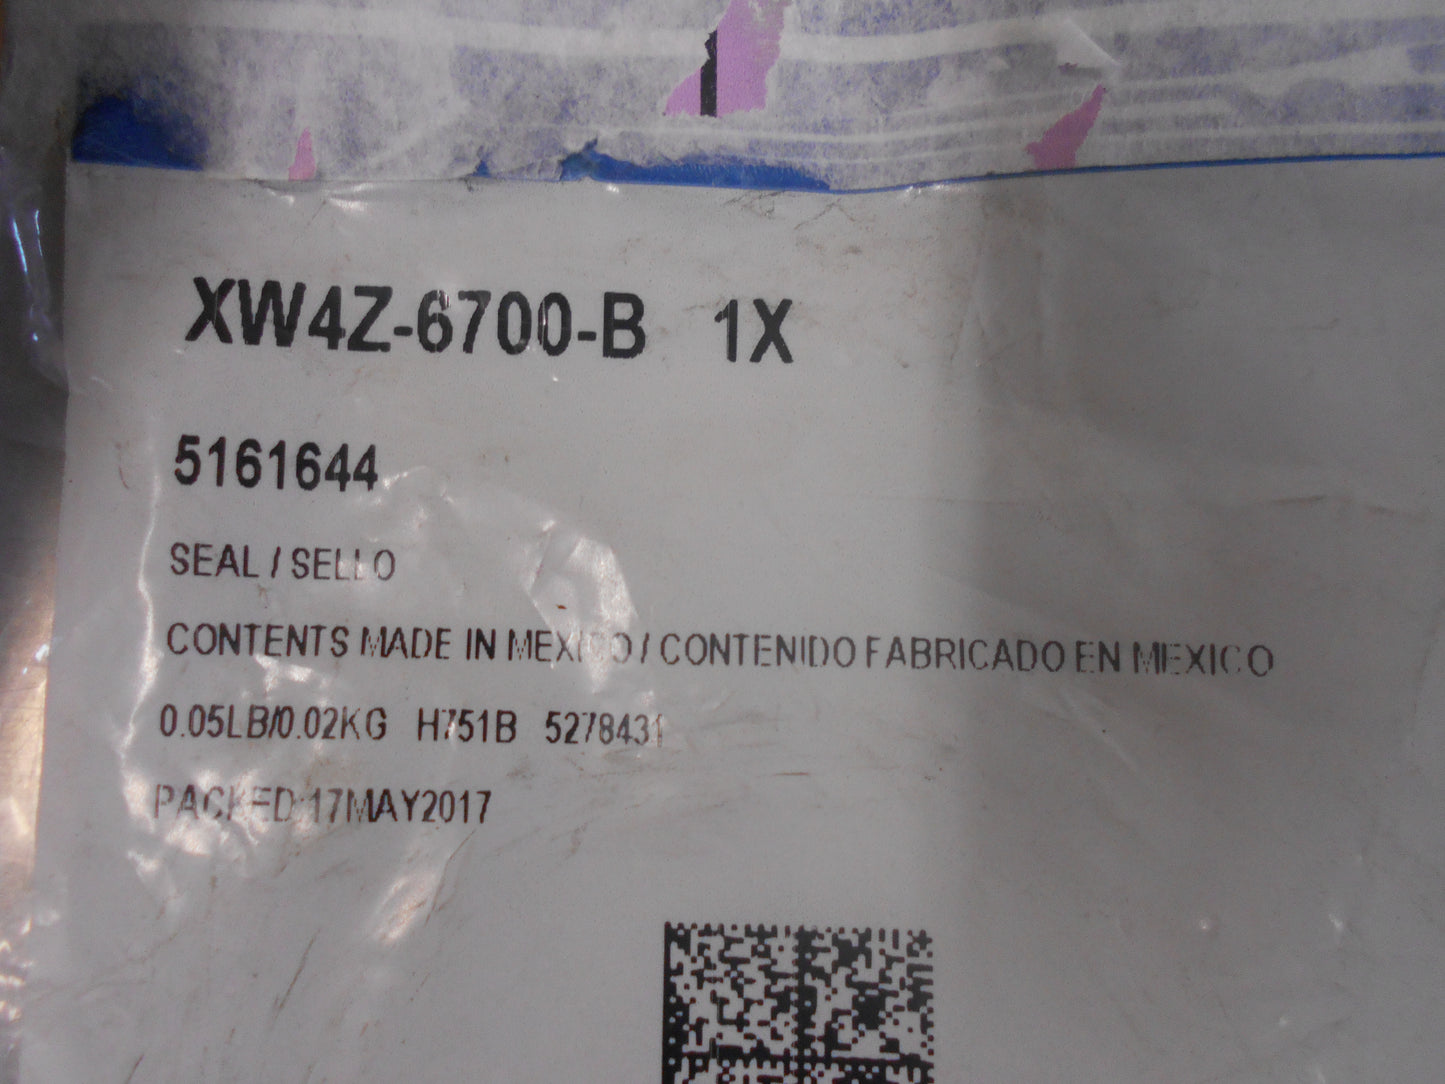 XW4Z-6700-B 1X
5161644
SEAL / SELLO
CONTENTS MADE IN MEXICO / CONTENIDO FABRICADO EN MEXICO
0.05LB/0.02KG H751B 5278431
PACKED:17MAY2017